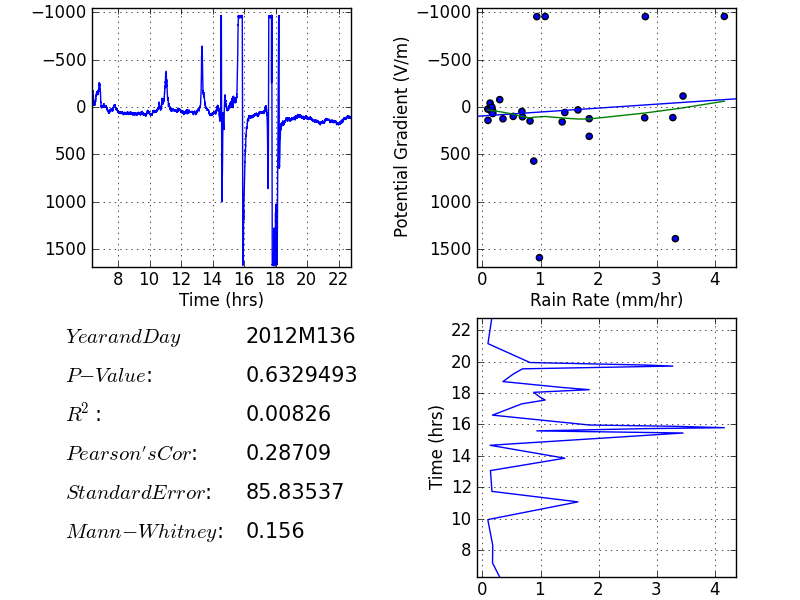 −1000
−500
0
500
1000
1500
8 10 12 14 16 18 20 22
Time (hrs)
Potential Gradient (V/m)
−1000
−500
0
500
1000
1500
0 1 2 3 4
Rain Rate (mm/hr)
YearandDay 2012M136
P−Value: 0.6329493
R²: 0.00826
Pearson'sCor: 0.28709
StandardError: 85.83537
Mann−Whitney: 0.156
Time (hrs)
22
20
18
16
14
12
10
8
0 1 2 3 4